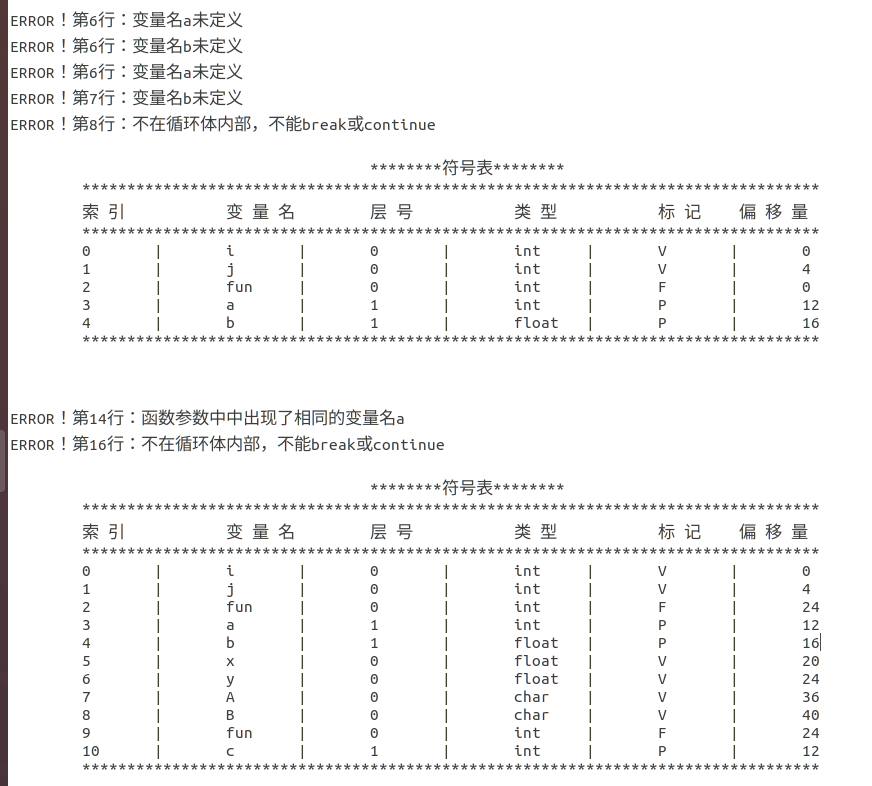 ERROR！第6行：变量名a未定义
ERROR！第6行：变量名b未定义
ERROR！第6行：变量名a未定义
ERROR！第7行：变量名b未定义
ERROR！第8行：不在循环体内部，不能break或continue
********符号表********
**********************************************************************************
索 引 变 量 名 层 号 类 型 标 记 偏 移 量
**********************************************************************************
0 | i | 0 | int | V | 0
1 | j | 0 | int | V | 4
2 | fun | 0 | int | F | 0
3 | a | 1 | int | P | 12
4 | b | 1 | float | P | 16
**********************************************************************************
ERROR！第14行：函数参数中中出现了相同的变量名a
ERROR！第16行：不在循环体内部，不能break或continue
********符号表********
**********************************************************************************
索 引 变 量 名 层 号 类 型 标 记 偏 移 量
**********************************************************************************
0 | i | 0 | int | V | 0
1 | j | 0 | int | V | 4
2 | fun | 0 | int | F | 24
3 | a | 1 | int | P | 12
4 | b | 1 | float | P | 16
5 | x | 0 | float | V | 20
6 | y | 0 | float | V | 24
7 | A | 0 | char | V | 36
8 | B | 0 | char | V | 40
9 | fun | 0 | int | F | 24
10 | c | 1 | int | P | 12
**********************************************************************************